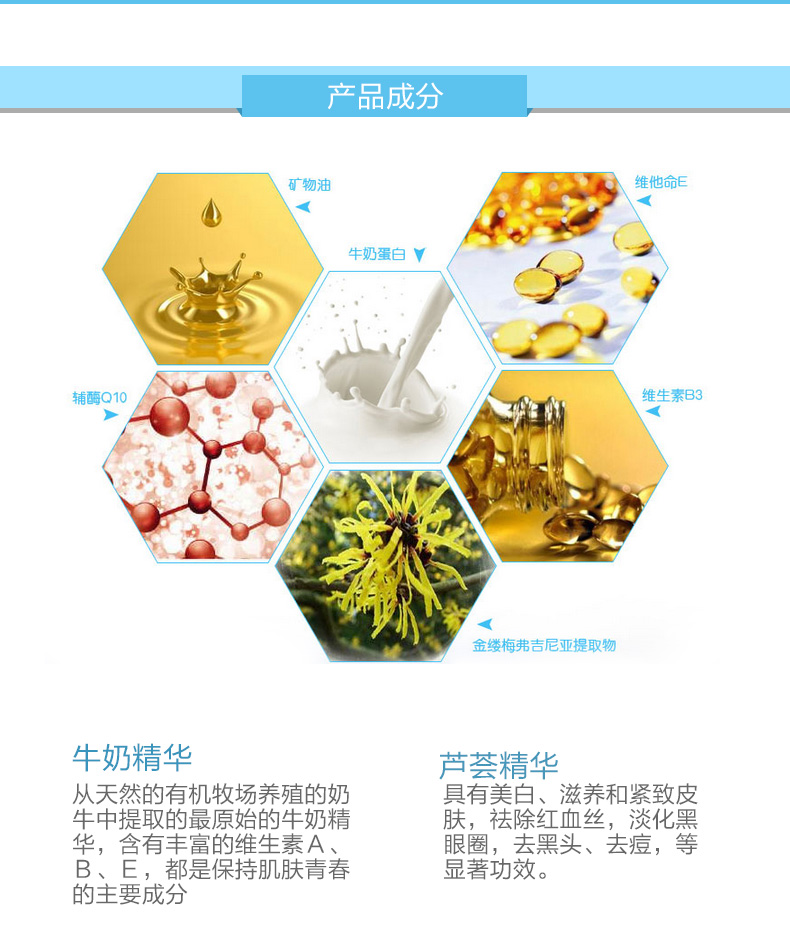 产品成分
矿物油
维他命E
牛奶蛋白
辅酶Q10
维生素B3
金缕梅弗吉尼亚提取物
牛奶精华
从天然的有机牧场养殖的奶
牛中提取的最原始的牛奶精
华，含有丰富的维生素A、
B、E，都是保持肌肤青春
的主要成分
芦荟精华
具有美白、滋养和紧致皮
肤，祛除红血丝，淡化黑
眼圈，去黑头、去痘，等
显著功效。